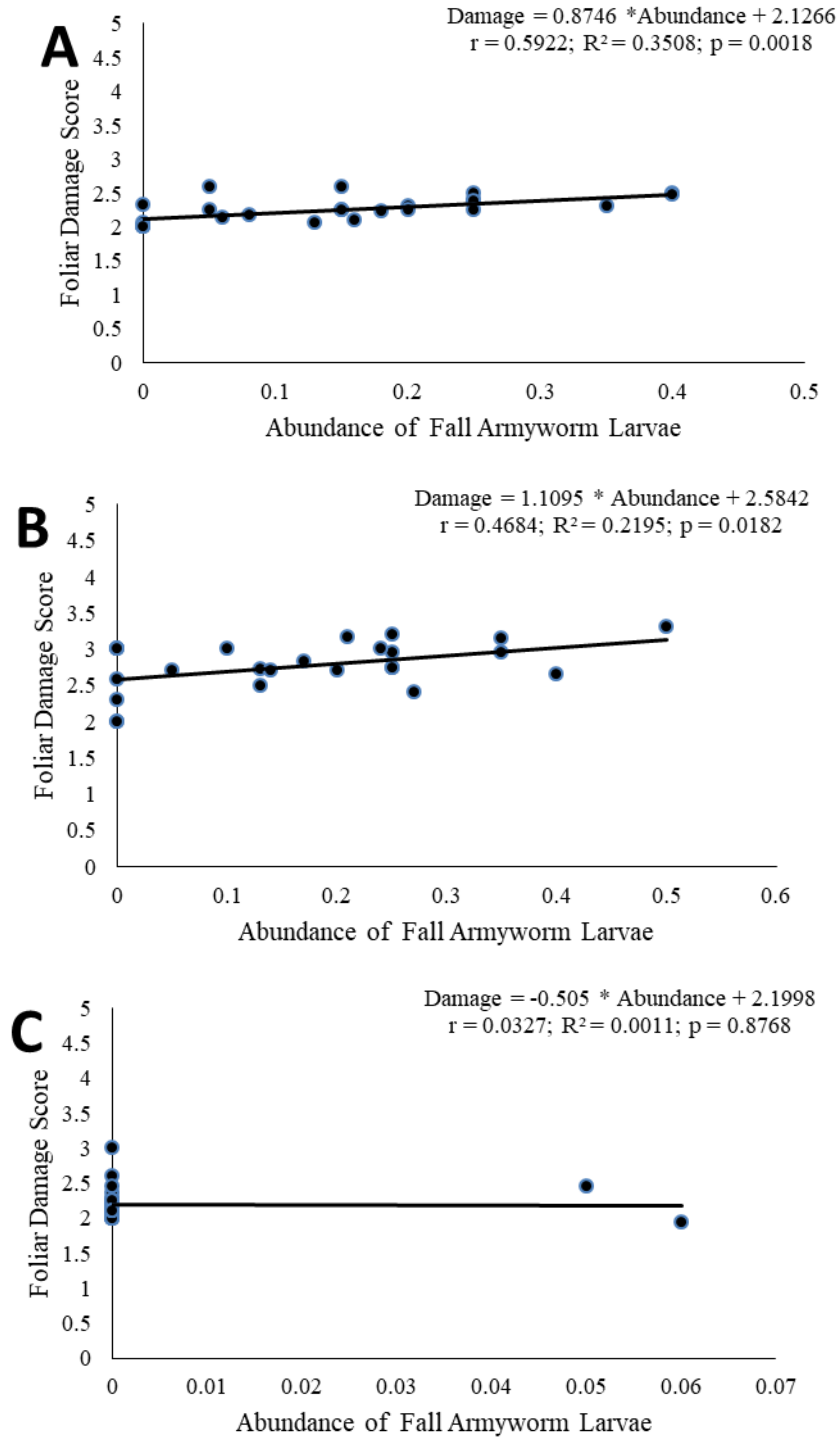 A
Damage = 0.8746 *Abundance + 2.1266
r = 0.5922; R² = 0.3508; p = 0.0018
Foliar Damage Score
5
4.5
4
3.5
3
2.5
2
1.5
1
0.5
0
0 0.1 0.2 0.3 0.4 0.5
Abundance of Fall Armyworm Larvae
B
Damage = 1.1095 * Abundance + 2.5842
r = 0.4684; R² = 0.2195; p = 0.0182
Foliar Damage Score
5
4.5
4
3.5
3
2.5
2
1.5
1
0.5
0
0 0.1 0.2 0.3 0.4 0.5 0.6
Abundance of Fall Armyworm Larvae
C
Damage = -0.505 * Abundance + 2.1998
r = 0.0327; R² = 0.0011; p = 0.8768
Foliar Damage Score
5
4.5
4
3.5
3
2.5
2
1.5
1
0.5
0
0 0.01 0.02 0.03 0.04 0.05 0.06 0.07
Abundance of Fall Armyworm Larvae